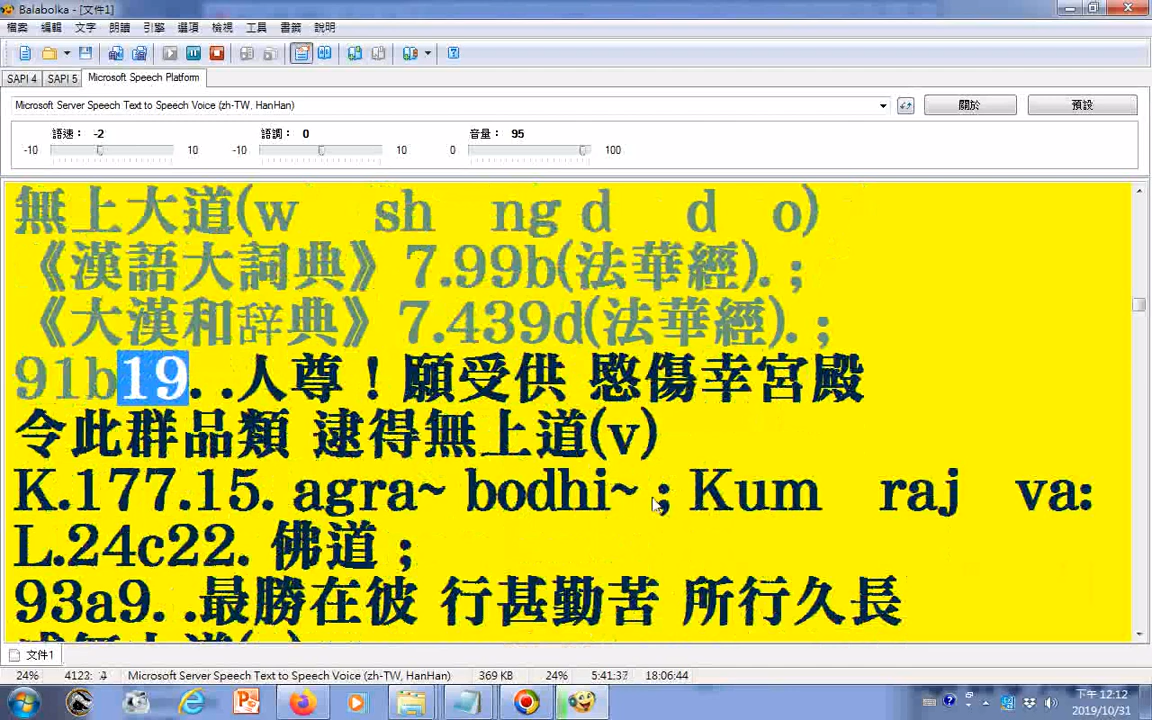 Balabolka - [文件1]
檔案 編輯 文字 朗讀 引擎 選項 檢視 工具 書籤 說明
SAPI 4 SAPI 5 Microsoft Speech Platform
Microsoft Server Speech Text to Speech Voice (zh-TW, HanHan) 關於 預設
語速： -2 語調： 0 音量： 95
-10 10 -10 10 0 100
無上大道(w sh ng d d o)
《漢語大詞典》 7.99b(法華經). ;
《大漢和辞典》 7.439d(法華經). ;
91b19. .人尊！願受供 愍傷幸宮殿
令此群品類 逮得無上道(v)
K.177.15. agra~ bodhi~ ; Kum raj va:
L.24c22. 佛道 ;
93a9. .最勝在彼 行甚勤苦 所行久長
成無上道(v)
文件1
24% 4123: Microsoft Server Speech Text to Speech Voice (zh-TW, HanHan) 369 KB 24% 5:41:37 18:06:44
下午 12:12
2019/10/31